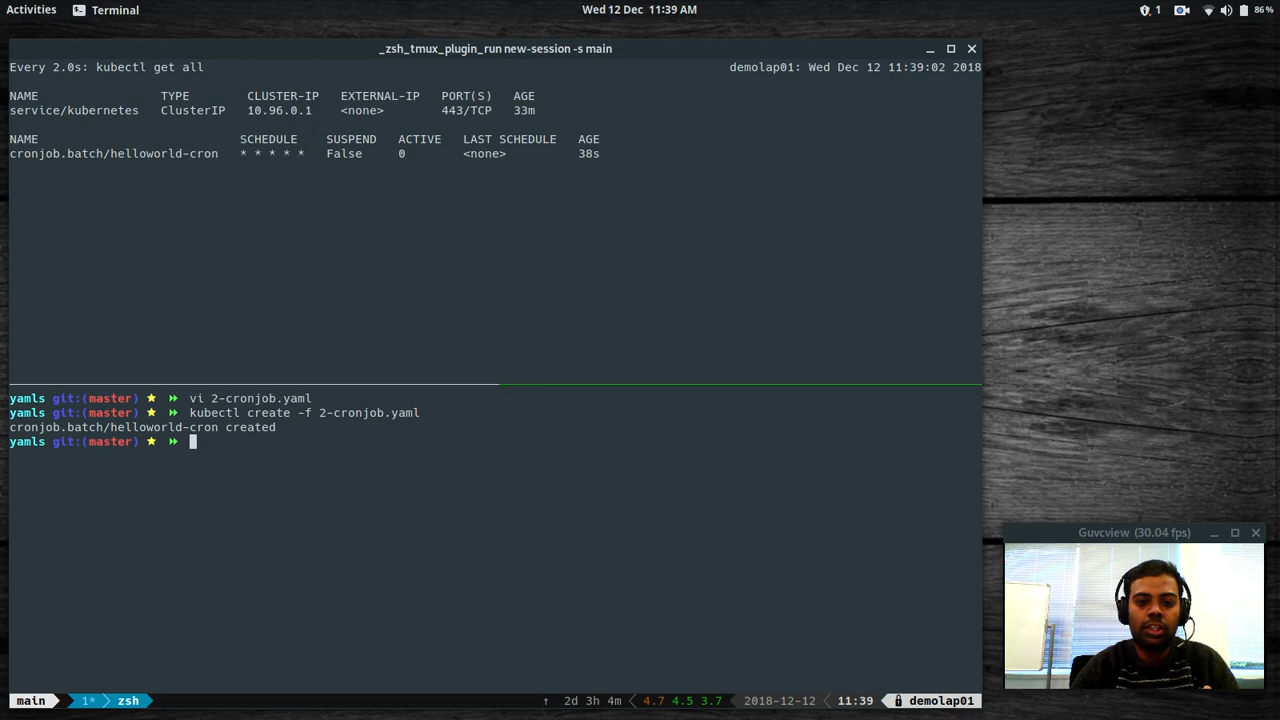 Activities Terminal Wed 12 Dec 11:39 AM 1 86%
_zsh_tmux_plugin_run new-session -s main
Every 2.0s: kubectl get all demolap01: Wed Dec 12 11:39:02 2018
NAME TYPE CLUSTER-IP EXTERNAL-IP PORT(S) AGE
service/kubernetes ClusterIP 10.96.0.1 <none> 443/TCP 33m
NAME SCHEDULE SUSPEND ACTIVE LAST SCHEDULE AGE
cronjob.batch/helloworld-cron * * * * * False 0 <none> 38s
yamls git:(master) ⭐ ⏩ vi 2-cronjob.yaml
yamls git:(master) ⭐ ⏩ kubectl create -f 2-cronjob.yaml
cronjob.batch/helloworld-cron created
yamls git:(master) ⭐ ⏩
Guvcview (30.04 fps)
main 1* zsh ↑ 2d 3h 4m 4.7 4.5 3.7 2018-12-12 11:39 demolap01